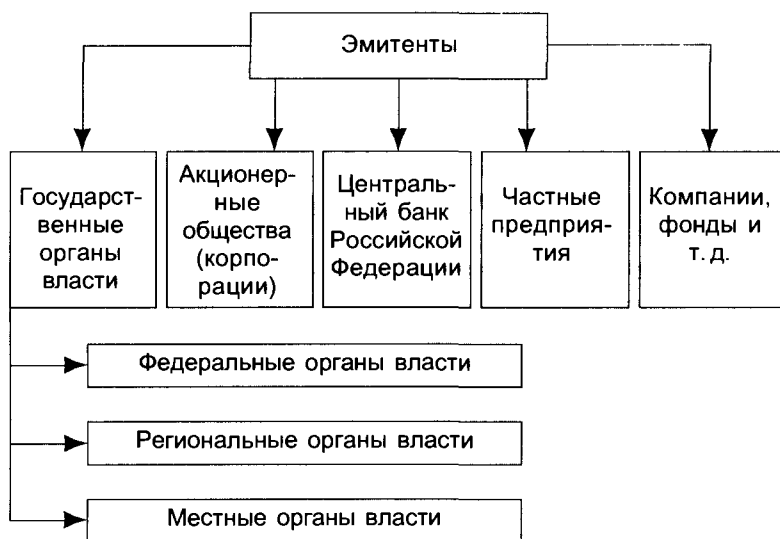 Эмитенты
Государст-
венные
органы
власти
Акционер-
ные
общества
(корпо-
рации)
Централь-
ный банк
Российской
Федерации
Частные
предприя-
тия
Компании,
фонды и
т. д.
Федеральные органы власти
Региональные органы власти
Местные органы власти